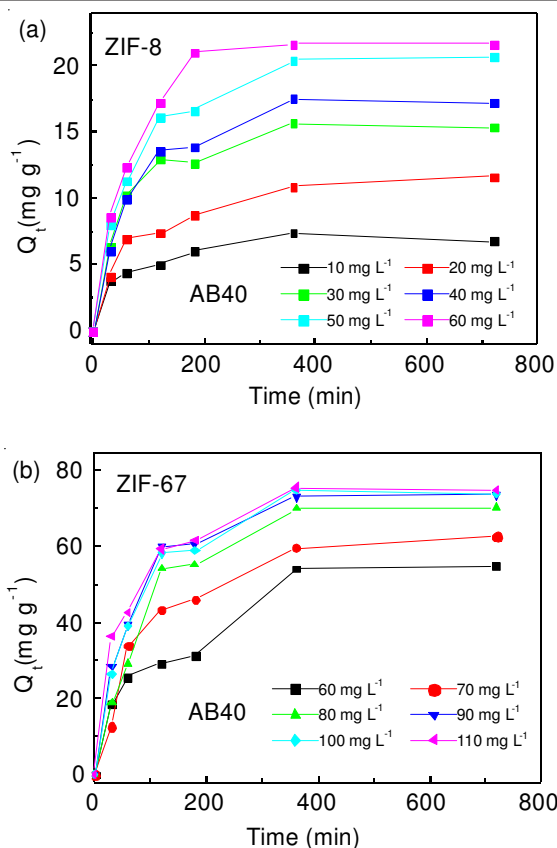 (a)
ZIF-8
20
15
10
5
0
Q_t(mg g⁻¹)
10 mg L⁻¹ 20 mg L⁻¹
30 mg L⁻¹ 40 mg L⁻¹
50 mg L⁻¹ 60 mg L⁻¹
AB40
0 200 400 600 800
Time (min)
(b)
ZIF-67
80
60
40
20
0
Q_t(mg g⁻¹)
60 mg L⁻¹ 70 mg L⁻¹
80 mg L⁻¹ 90 mg L⁻¹
100 mg L⁻¹ 110 mg L⁻¹
AB40
0 200 400 600 800
Time (min)